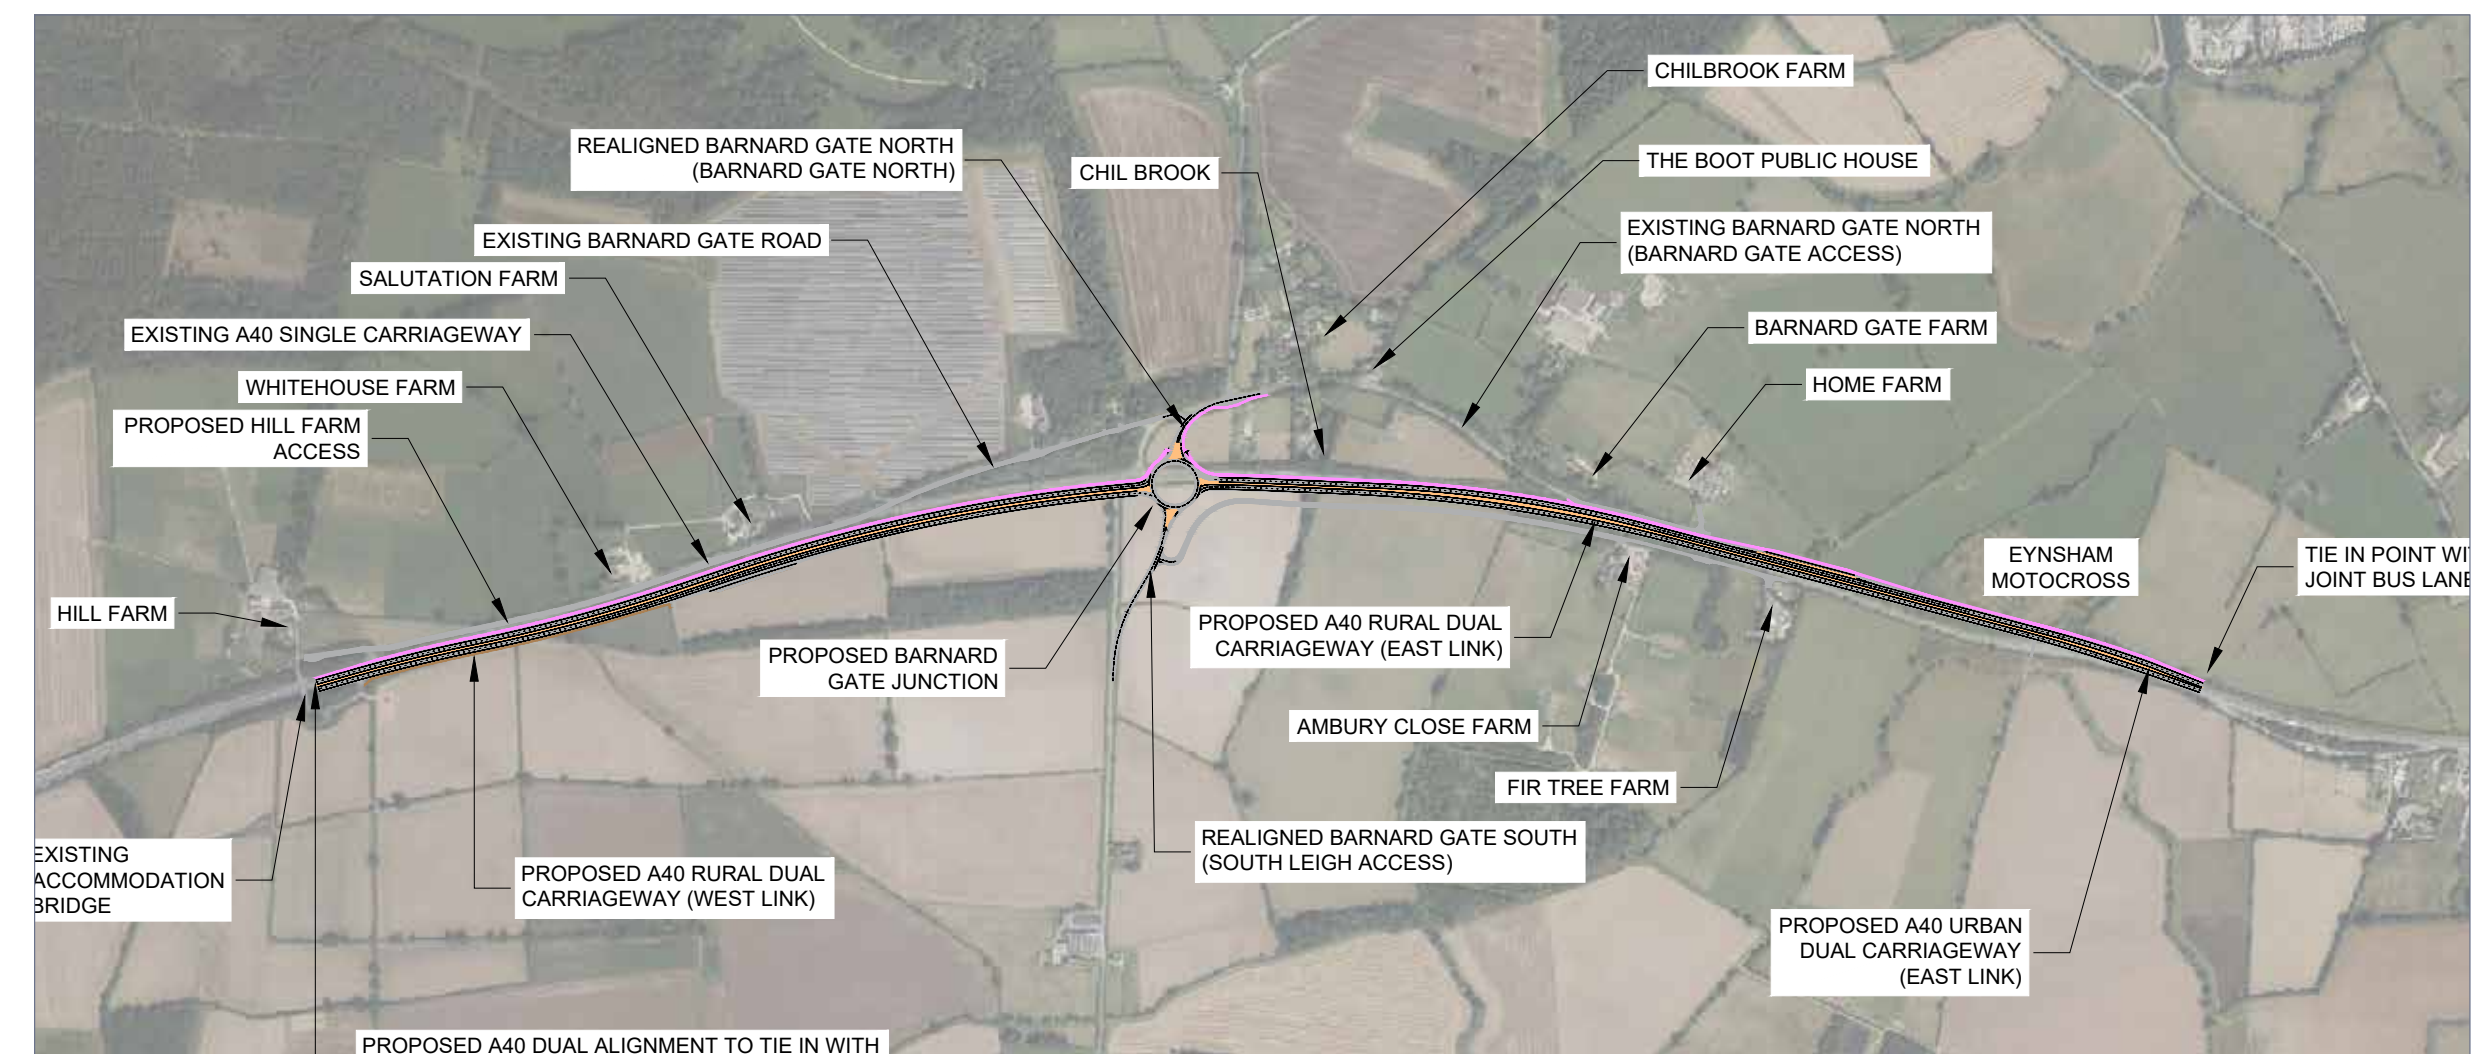 CHILBROOK FARM
REALIGNED BARNARD GATE NORTH
(BARNARD GATE NORTH)
CHIL BROOK
THE BOOT PUBLIC HOUSE
EXISTING BARNARD GATE ROAD
EXISTING BARNARD GATE NORTH
(BARNARD GATE ACCESS)
SALUTATION FARM
EXISTING A40 SINGLE CARRIAGEWAY
BARNARD GATE FARM
WHITEHOUSE FARM
HOME FARM
PROPOSED HILL FARM
ACCESS
EYNSHAM
MOTOCROSS
TIE IN POINT WI
JOINT BUS LANE
HILL FARM
PROPOSED A40 RURAL DUAL
CARRIAGEWAY (EAST LINK)
PROPOSED BARNARD
GATE JUNCTION
AMBURY CLOSE FARM
FIR TREE FARM
REALIGNED BARNARD GATE SOUTH
(SOUTH LEIGH ACCESS)
EXISTING
ACCOMMODATION
BRIDGE
PROPOSED A40 RURAL DUAL
CARRIAGEWAY (WEST LINK)
PROPOSED A40 URBAN
DUAL CARRIAGEWAY
(EAST LINK)
PROPOSED A40 DUAL ALIGNMENT TO TIE IN WITH